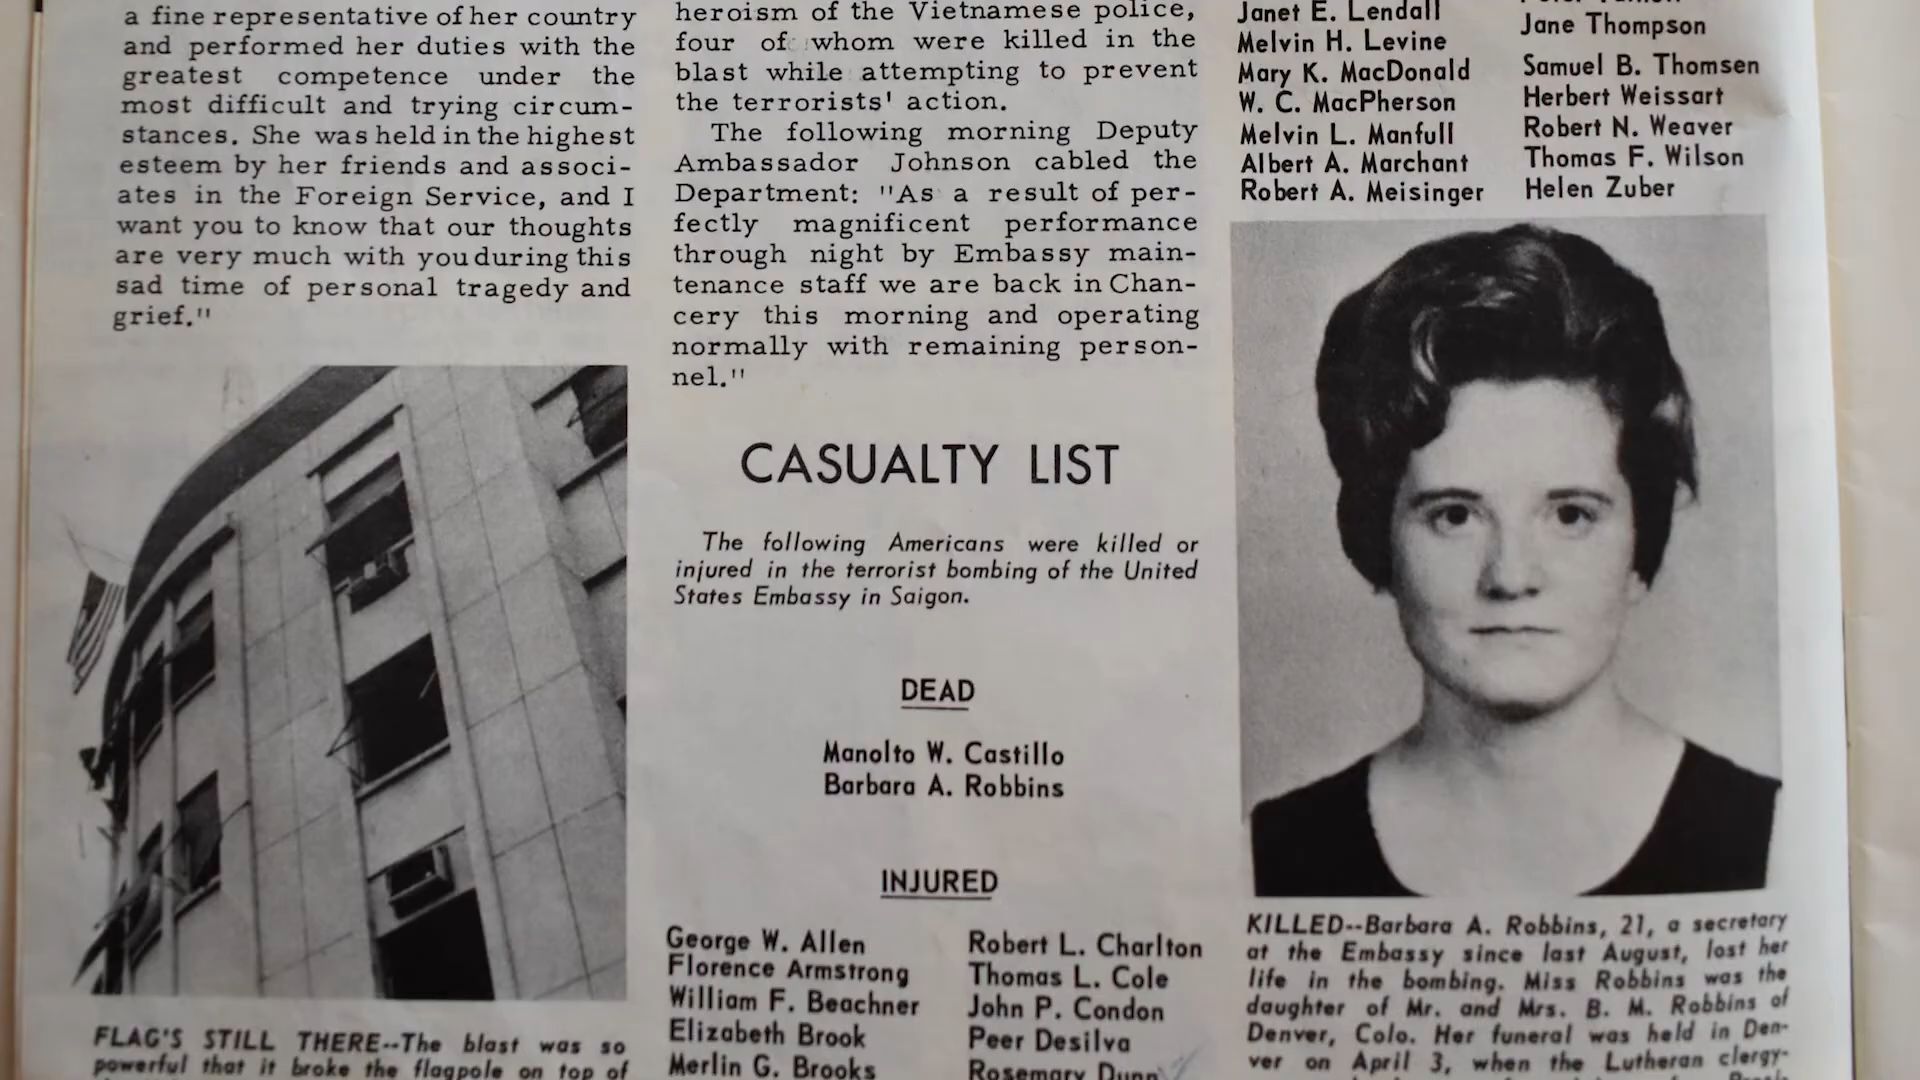 a fine representative of her country
and performed her duties with the
greatest competence under the
most difficult and trying circum-
stances. She was held in the highest
esteem by her friends and associ-
ates in the Foreign Service, and I
want you to know that our thoughts
are very much with you during this
sad time of personal tragedy and
grief."
FLAG'S STILL THERE--The blast was so
powerful that it broke the flagpole on top of
heroism of the Vietnamese police,
four of whom were killed in the
blast while attempting to prevent
the terrorists' action.
The following morning Deputy
Ambassador Johnson cabled the
Department: "As a result of per-
fectly magnificent performance
through night by Embassy main-
tenance staff we are back in Chan-
cery this morning and operating
normally with remaining person-
nel."
CASUALTY LIST
The following Americans were killed or
injured in the terrorist bombing of the United
States Embassy in Saigon.
DEAD
Manolto W. Castillo
Barbara A. Robbins
INJURED
George W. Allen
Florence Armstrong
William F. Beachner
Elizabeth Brook
Merlin G. Brooks
Robert L. Charlton
Thomas L. Cole
John P. Condon
Peer Desilva
Rosemary Dunn
Janet E. Lendall
Melvin H. Levine
Mary K. MacDonald
W. C. MacPherson
Melvin L. Manfull
Albert A. Marchant
Robert A. Meisinger
Jane Thompson
Samuel B. Thomsen
Herbert Weissart
Robert N. Weaver
Thomas F. Wilson
Helen Zuber
KILLED--Barbara A. Robbins, 21, a secretary
at the Embassy since last August, lost her
life in the bombing. Miss Robbins was the
daughter of Mr. and Mrs. B. M. Robbins of
Denver, Colo. Her funeral was held in Den-
ver on April 3, when the Lutheran clergy-